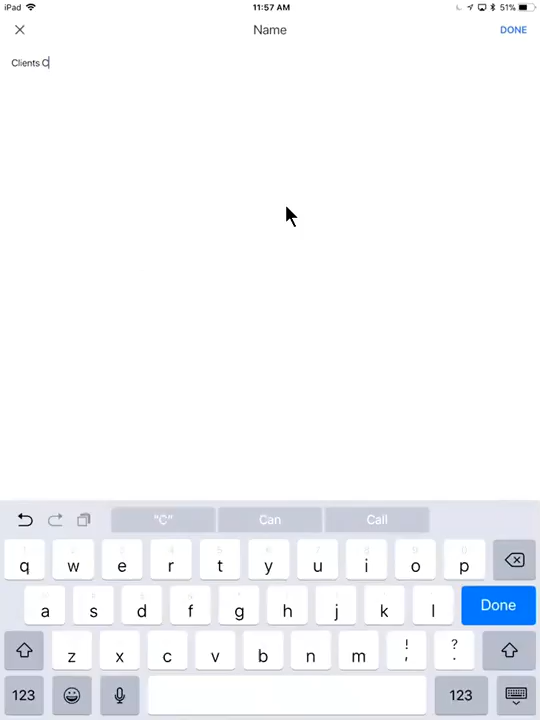 iPad 11:57 AM 51%
Name DONE
Clients C
"C" Can Call
q w e r t y u i o p
a s d f g h j k l Done
z x c v b n m ! , ? .
123 123